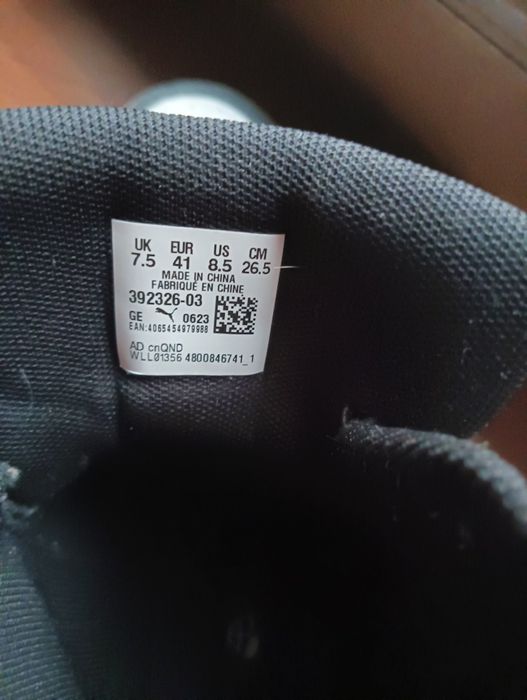 UK EUR US CM
7.5 41 8.5 26.5
MADE IN CHINA
FABRIQUÉ EN CHINE
392326-03
GE 0623
EAN:4065454979988
AD cnQND
WLL01356 4800846741_1